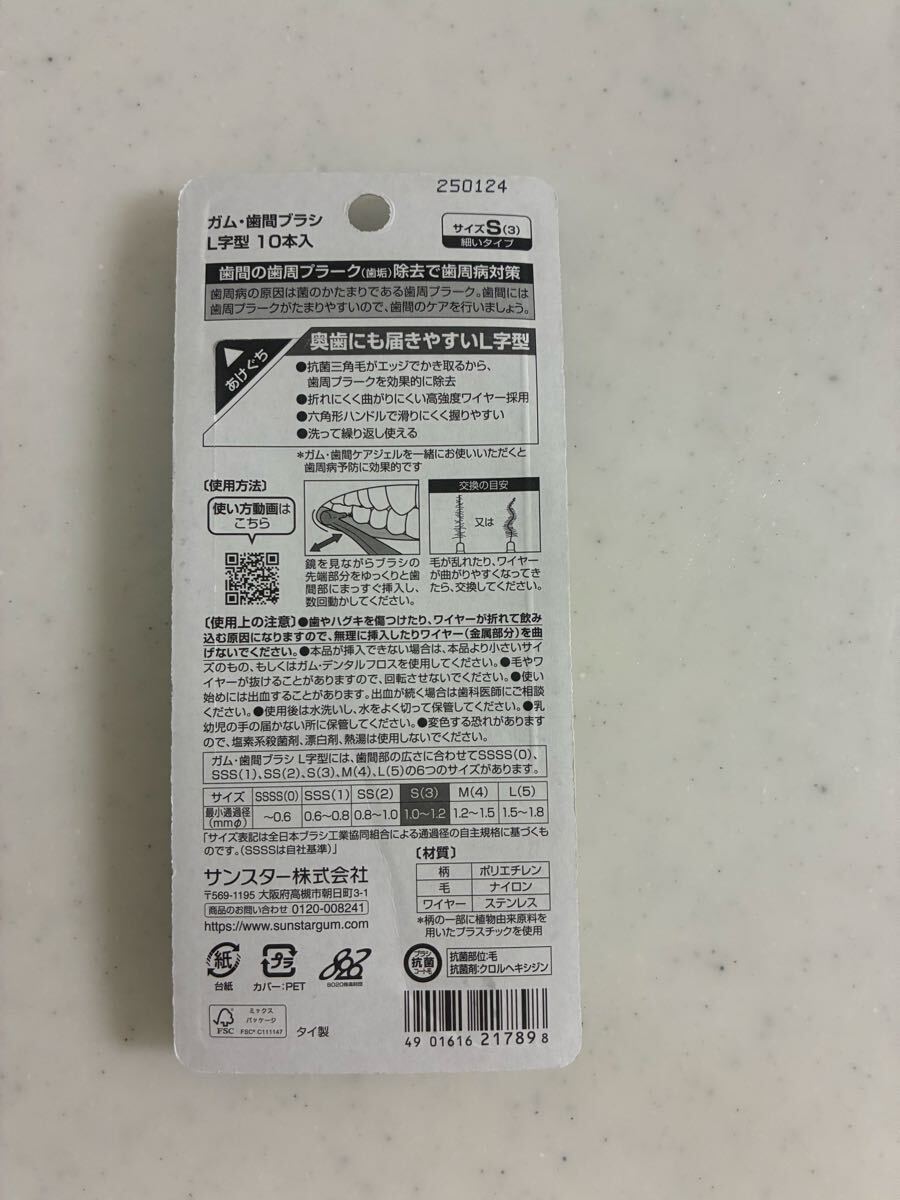 250124
ガム・歯間ブラシ
L字型 10本入
サイズS(3)
細いタイプ
歯間の歯周プラーク(歯垢)除去で歯周病対策
歯周病の原因は菌のかたまりである歯周プラーク。歯間には
歯周プラークがたまりやすいので、歯間のケアを行いましょう。
あけぐち
奥歯にも届きやすいL字型
●抗菌三角毛がエッジでかき取るから、
歯周プラークを効果的に除去
●折れにくく曲がりにくい高強度ワイヤー採用
●六角形ハンドルで滑りにくく握りやすい
●洗って繰り返し使える
*ガム・歯間ケアジェルを一緒にお使いいただくと
歯周病予防に効果的です
〔使用方法〕
使い方動画は
こちら
鏡を見ながらブラシの
先端部分をゆっくりと歯
間部にまっすぐ挿入し、
数回動かしてください。
交換の目安
又は
毛が乱れたり、ワイヤー
が曲がりやすくなってき
たら、交換してください。
〔使用上の注意〕●歯やハグキを傷つけたり、ワイヤーが折れて飲み
込む原因になりますので、無理に挿入したりワイヤー(金属部分)を曲
げないでください。●本品が挿入できない場合は、本品より小さいサイ
ズのもの、もしくはガム・デンタルフロスを使用してください。●毛やワ
イヤーが抜けることがありますので、回転させないでください。●使い
始めには出血することがあります。出血が続く場合は歯科医師にご相談
ください。●使用後は水洗いし、水をよく切って保管してください。●乳
幼児の手の届かない所に保管してください。●変色する恐れがあります
ので、塩素系殺菌剤、漂白剤、熱湯は使用しないでください。
ガム・歯間ブラシ L字型には、歯間部の広さに合わせてSSSS(0)、
SSS(1)、SS(2)、S(3)、M(4)、L(5)の6つのサイズがあります。
サイズ SSSS(0) SSS(1) SS(2) S(3) M(4) L(5)
最小通過径(mmφ) ~0.6 0.6~0.8 0.8~1.0 1.0~1.2 1.2~1.5 1.5~1.8
「サイズ表記は全日本ブラシ工業協同組合による通過径の自主規格に基づくも
のです。(SSSSは自社基準)」
サンスター株式会社
〒569-1195 大阪府高槻市朝日町3-1
商品のお問い合わせ 0120-008241
https://www.sunstargum.com
〔材質〕
柄 ポリエチレン
毛 ナイロン
ワイヤー ステンレス
*柄の一部に植物由来原料を
用いたプラスチックを使用
紙
台紙
プラ
カバー:PET
8020
8020推進財団
ブラシ
抗菌
コート毛
抗菌部位:毛
抗菌剤:クロルヘキシジン
FSC
ミックス
パッケージ
FSC® C111147
タイ製
4 901616 217898